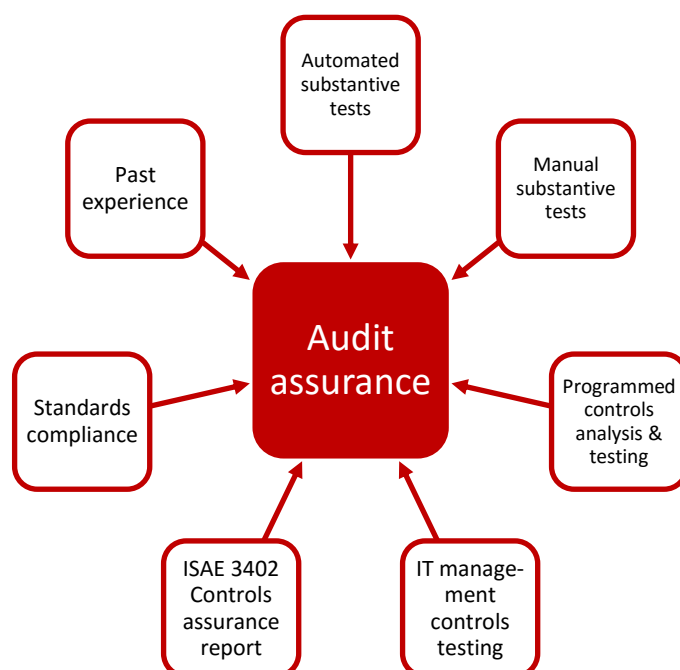 Automated
substantive
tests
Past
experience
Manual
substantive
tests
Audit
assurance
Standards
compliance
Programmed
controls
analysis &
testing
ISAE 3402
Controls
assurance
report
IT manage-
ment
controls
testing